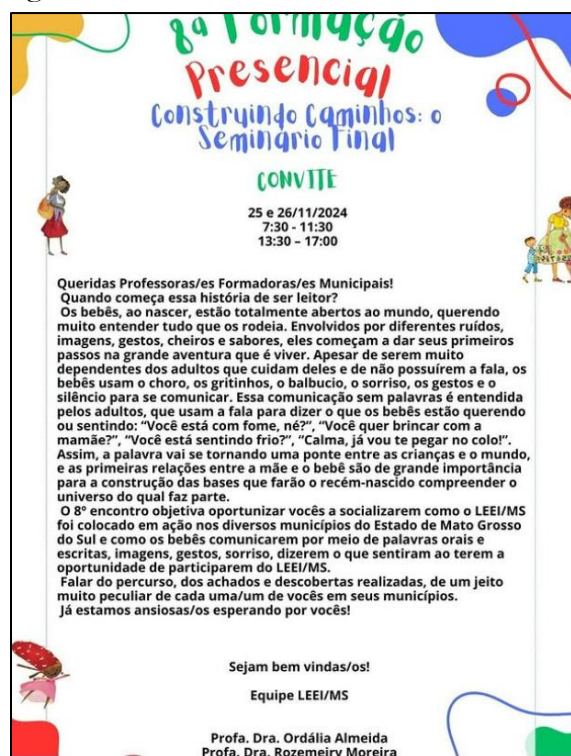 8ª Formação
Presencial
Construindo Caminhos: o
Seminário Final
CONVITE
25 e 26/11/2024
7:30 - 11:30
13:30 – 17:00
Queridas Professoras/es Formadoras/es Municipais!
Quando começa essa história de ser leitor?
Os bebês, ao nascer, estão totalmente abertos ao mundo, querendo
muito entender tudo que os rodeia. Envolvidos por diferentes ruídos,
imagens, gestos, cheiros e sabores, eles começam a dar seus primeiros
passos na grande aventura que é viver. Apesar de serem muito
dependentes dos adultos que cuidam deles e de não possuírem a fala, os
bebês usam o choro, os gritinhos, o balbucio, o sorriso, os gestos e o
silêncio para se comunicar. Essa comunicação sem palavras é entendida
pelos adultos, que usam a fala para dizer o que os bebês estão querendo
ou sentindo: “Você está com fome, né?”, “Você quer brincar com a
mamãe?”, “Você está sentindo frio?”, “Calma, já vou te pegar no colo!”.
Assim, a palavra vai se tornando uma ponte entre as crianças e o mundo,
e as primeiras relações entre a mãe e o bebê são de grande importância
para a construção das bases que farão o recém-nascido compreender o
universo do qual faz parte.
O 8º encontro objetiva oportunizar vocês a socializarem como o LEEI/MS
foi colocado em ação nos diversos municípios do Estado de Mato Grosso
do Sul e como os bebês comunicarem por meio de palavras orais e
escritas, imagens, gestos, sorriso, dizerem o que sentiram ao terem a
oportunidade de participarem do LEEI/MS.
Falar do percurso, dos achados e descobertas realizadas, de um jeito
muito peculiar de cada uma/um de vocês em seus municípios.
Já estamos ansiosas/os esperando por vocês!
Sejam bem vindas/os!
Equipe LEEI/MS
Profa. Dra. Ordália Almeida
Profa. Dra. Rozemeiry Moreira